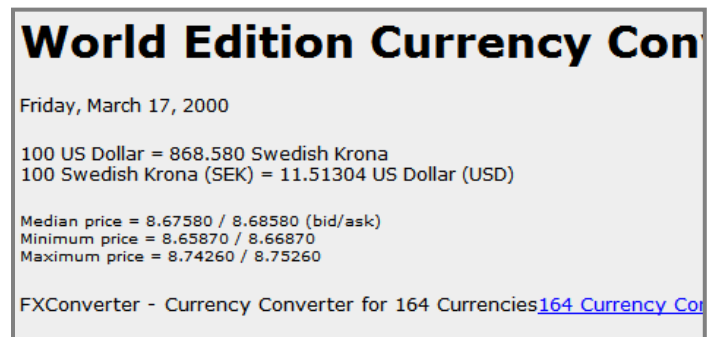 World Edition Currency
Friday, March 17, 2000
100 US Dollar = 868.580 Swedish Krona
100 Swedish Krona (SEK) = 11.51304 US Dollar (USD)
Median price = 8.67580 / 8.68580 (bid/ask)
Minimum price = 8.65870 / 8.66870
Maximum price = 8.74260 / 8.75260
FXConverter - Currency Converter for 164 Currencies164 Currency